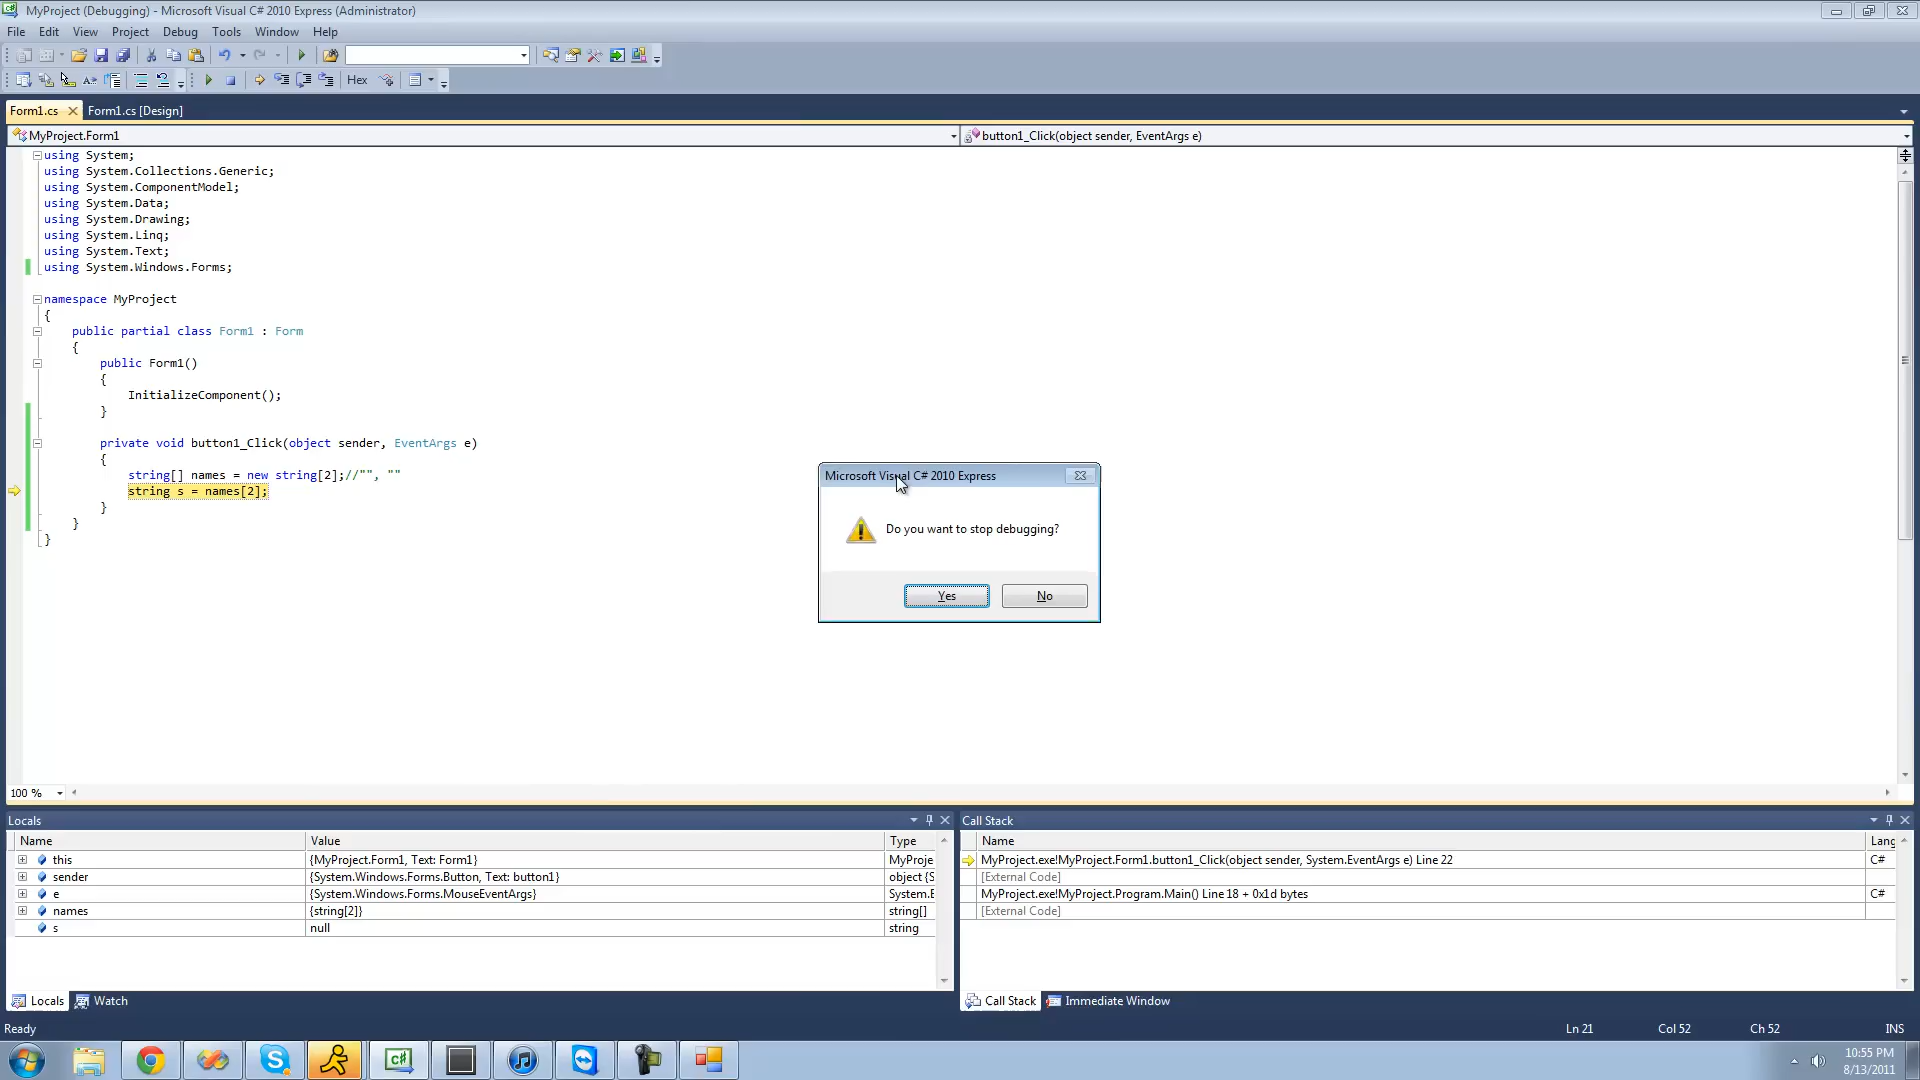 MyProject (Debugging) - Microsoft Visual C# 2010 Express (Administrator)
File Edit View Project Debug Tools Window Help
Hex
Form1.cs Form1.cs [Design]
MyProject.Form1 button1_Click(object sender, EventArgs e)
using System;
using System.Collections.Generic;
using System.ComponentModel;
using System.Data;
using System.Drawing;
using System.Linq;
using System.Text;
using System.Windows.Forms;
namespace MyProject
{
public partial class Form1 : Form
{
public Form1()
{
InitializeComponent();
}
private void button1_Click(object sender, EventArgs e)
{
string[] names = new string[2];//"", ""
string s = names[2];
}
}
}
Microsoft Visual C# 2010 Express
Do you want to stop debugging?
Yes No
100 %
Locals
Name Value Type
this {MyProject.Form1, Text: Form1} MyProje
sender {System.Windows.Forms.Button, Text: button1} object {S
e {System.Windows.Forms.MouseEventArgs} System.E
names {string[2]} string[]
s null string
Locals Watch
Call Stack
Name Lang
MyProject.exe!MyProject.Form1.button1_Click(object sender, System.EventArgs e) Line 22 C#
[External Code]
MyProject.exe!MyProject.Program.Main() Line 18 + 0x1d bytes C#
[External Code]
Call Stack Immediate Window
Ready Ln 21 Col 52 Ch 52 INS
10:55 PM
8/13/2011